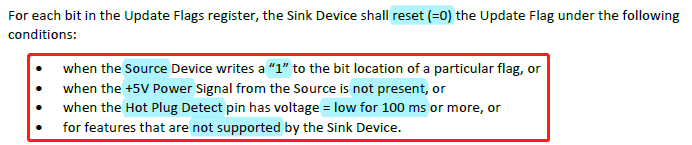 For each bit in the Update Flags register, the Sink Device shall reset (=0) the Update Flag under the following
conditions:
• when the Source Device writes a “1” to the bit location of a particular flag, or
• when the +5V Power Signal from the Source is not present, or
• when the Hot Plug Detect pin has voltage = low for 100 ms or more, or
• for features that are not supported by the Sink Device.